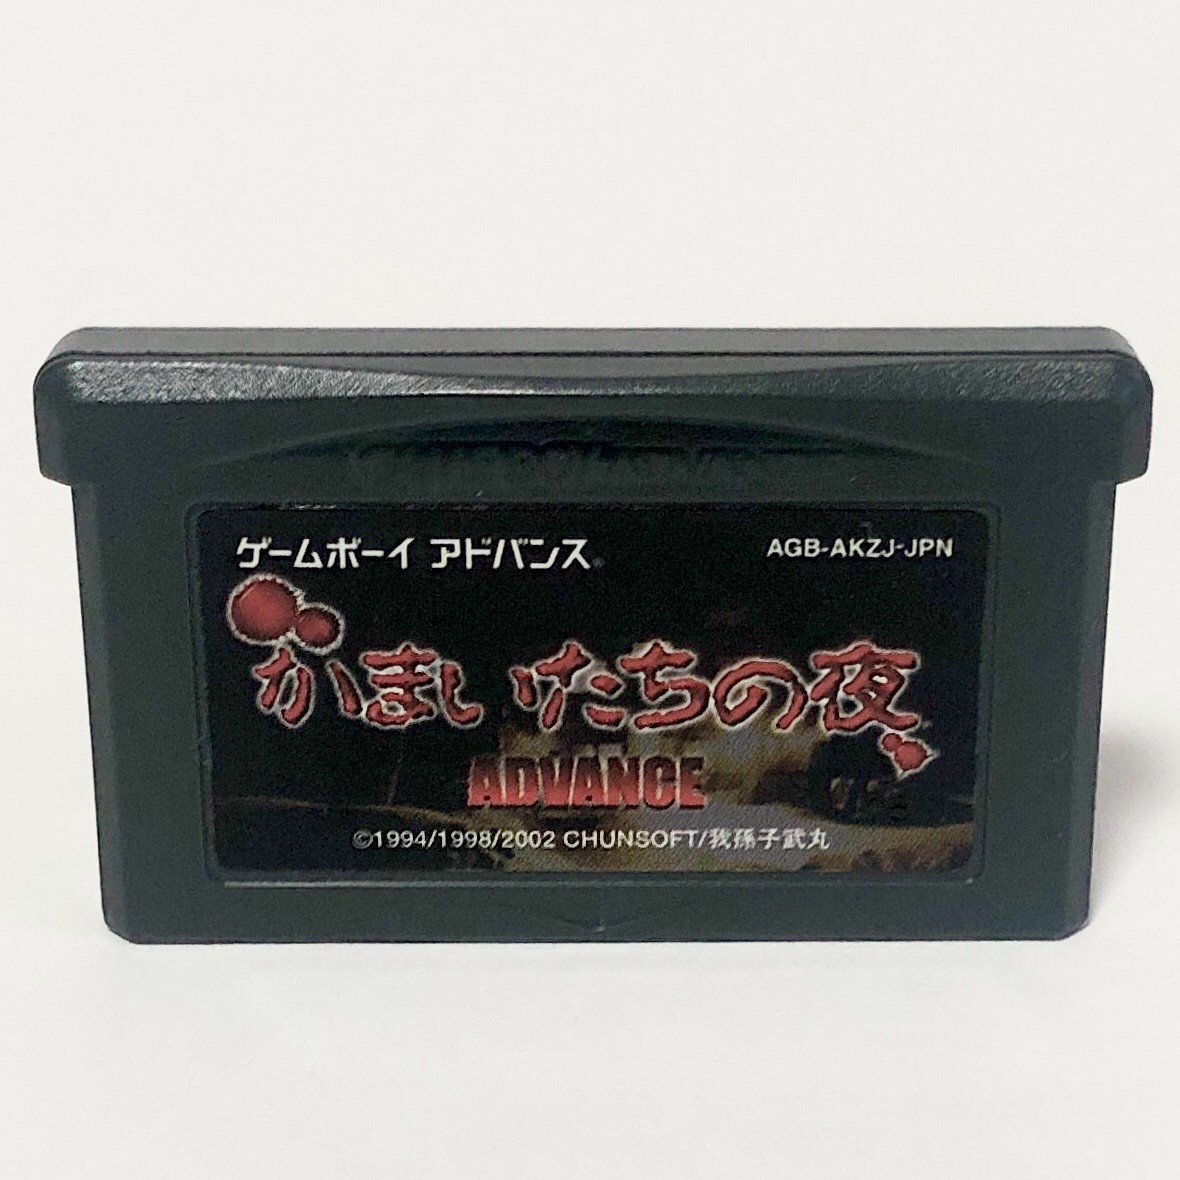 ゲームボーイ アドバンス
AGB-AKZJ-JPN
かまいたちの夜
ADVANCE
©1994/1998/2002 CHUNSOFT/我孫子武丸